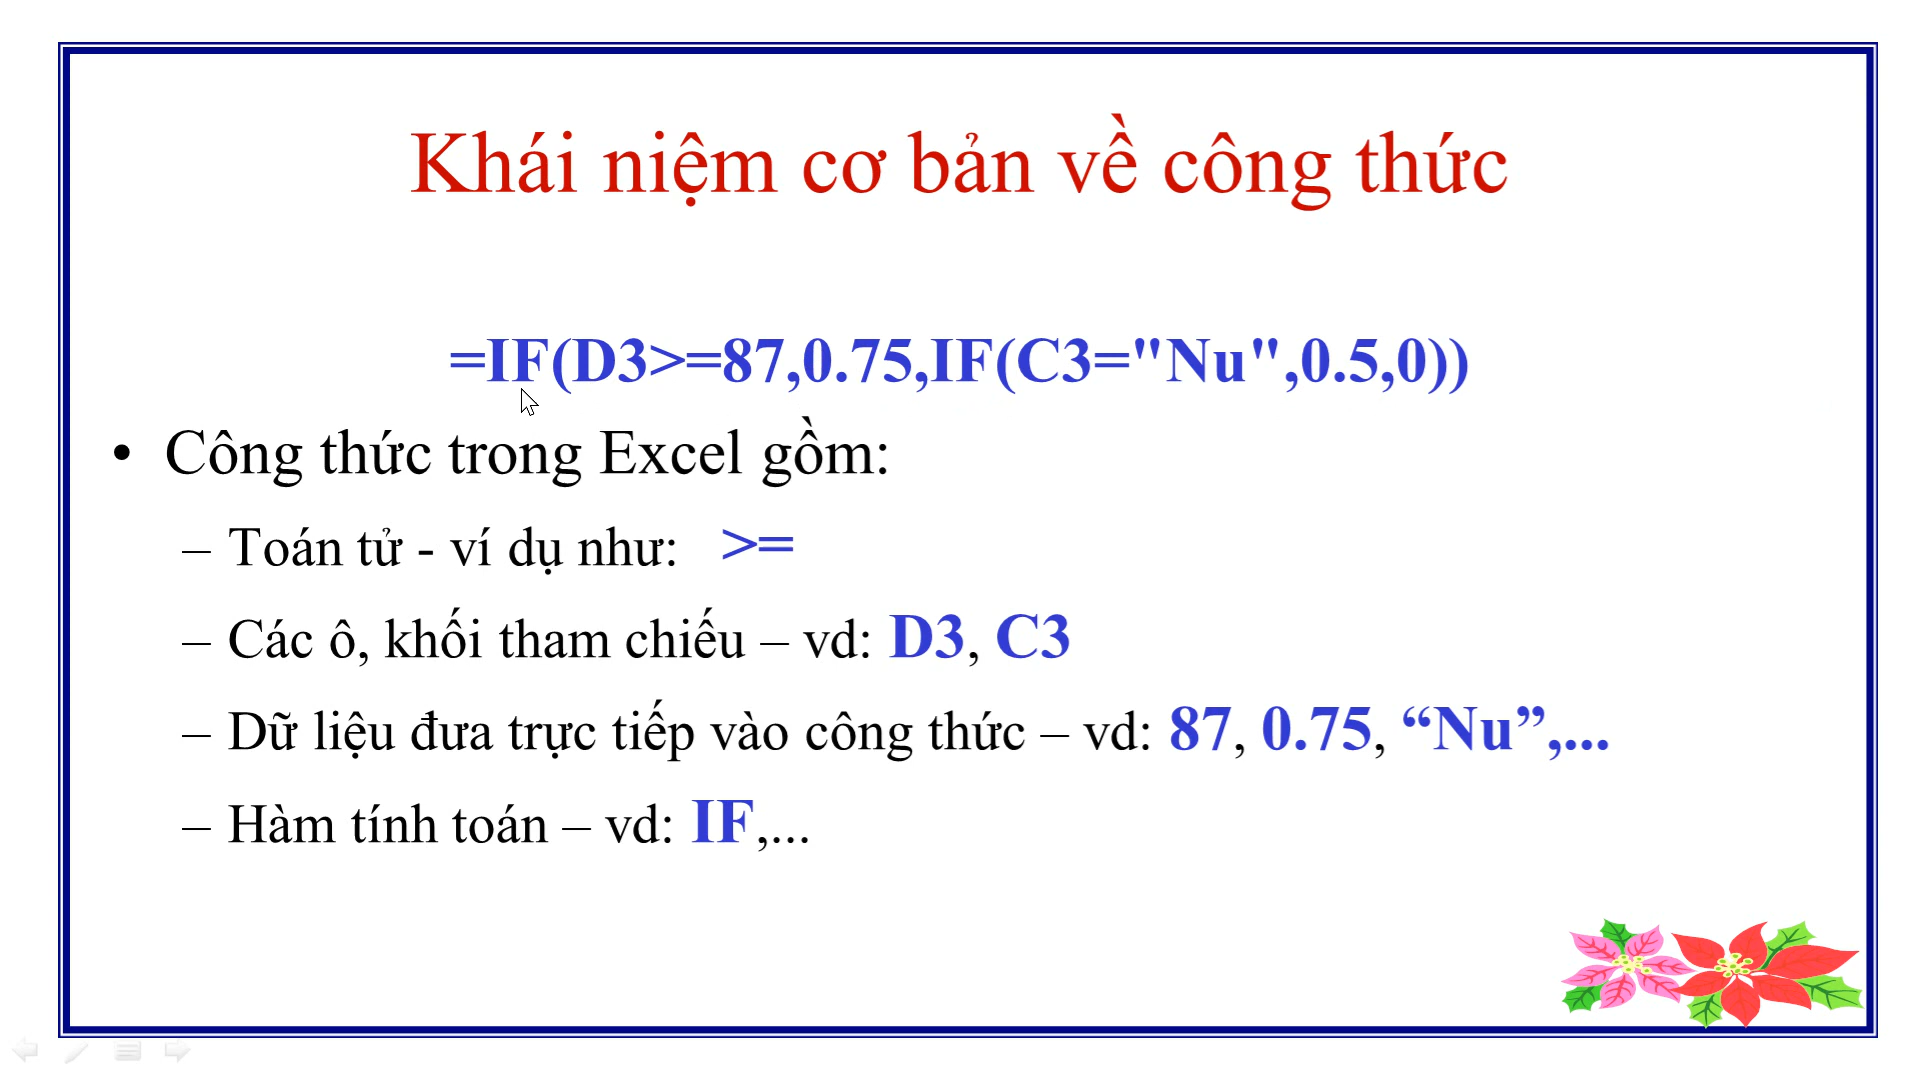 Khái niệm cơ bản về công thức
=IF(D3>=87,0.75,IF(C3="Nu",0.5,0))
• Công thức trong Excel gồm:
– Toán tử - ví dụ như: >=
– Các ô, khối tham chiếu – vd: D3, C3
– Dữ liệu đưa trực tiếp vào công thức – vd: 87, 0.75, “Nu”,...
– Hàm tính toán – vd: IF,...